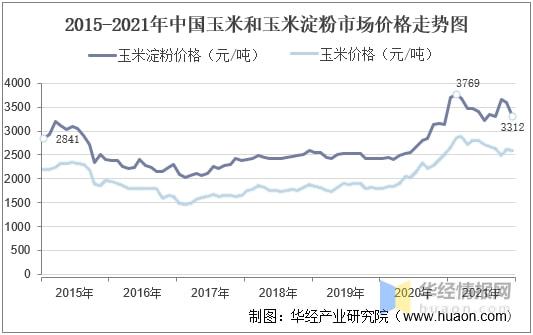 2015-2021年中国玉米和玉米淀粉市场价格走势图
玉米淀粉价格（元/吨） 玉米价格（元/吨）
4000
3500
3000
2500
2000
1500
1000
500
0
2841
3769
3312
2015年 2016年 2017年 2018年 2019年 2020年 2021年
华经情报网
huaon.com
制图：华经产业研究院（www.huaon.com）